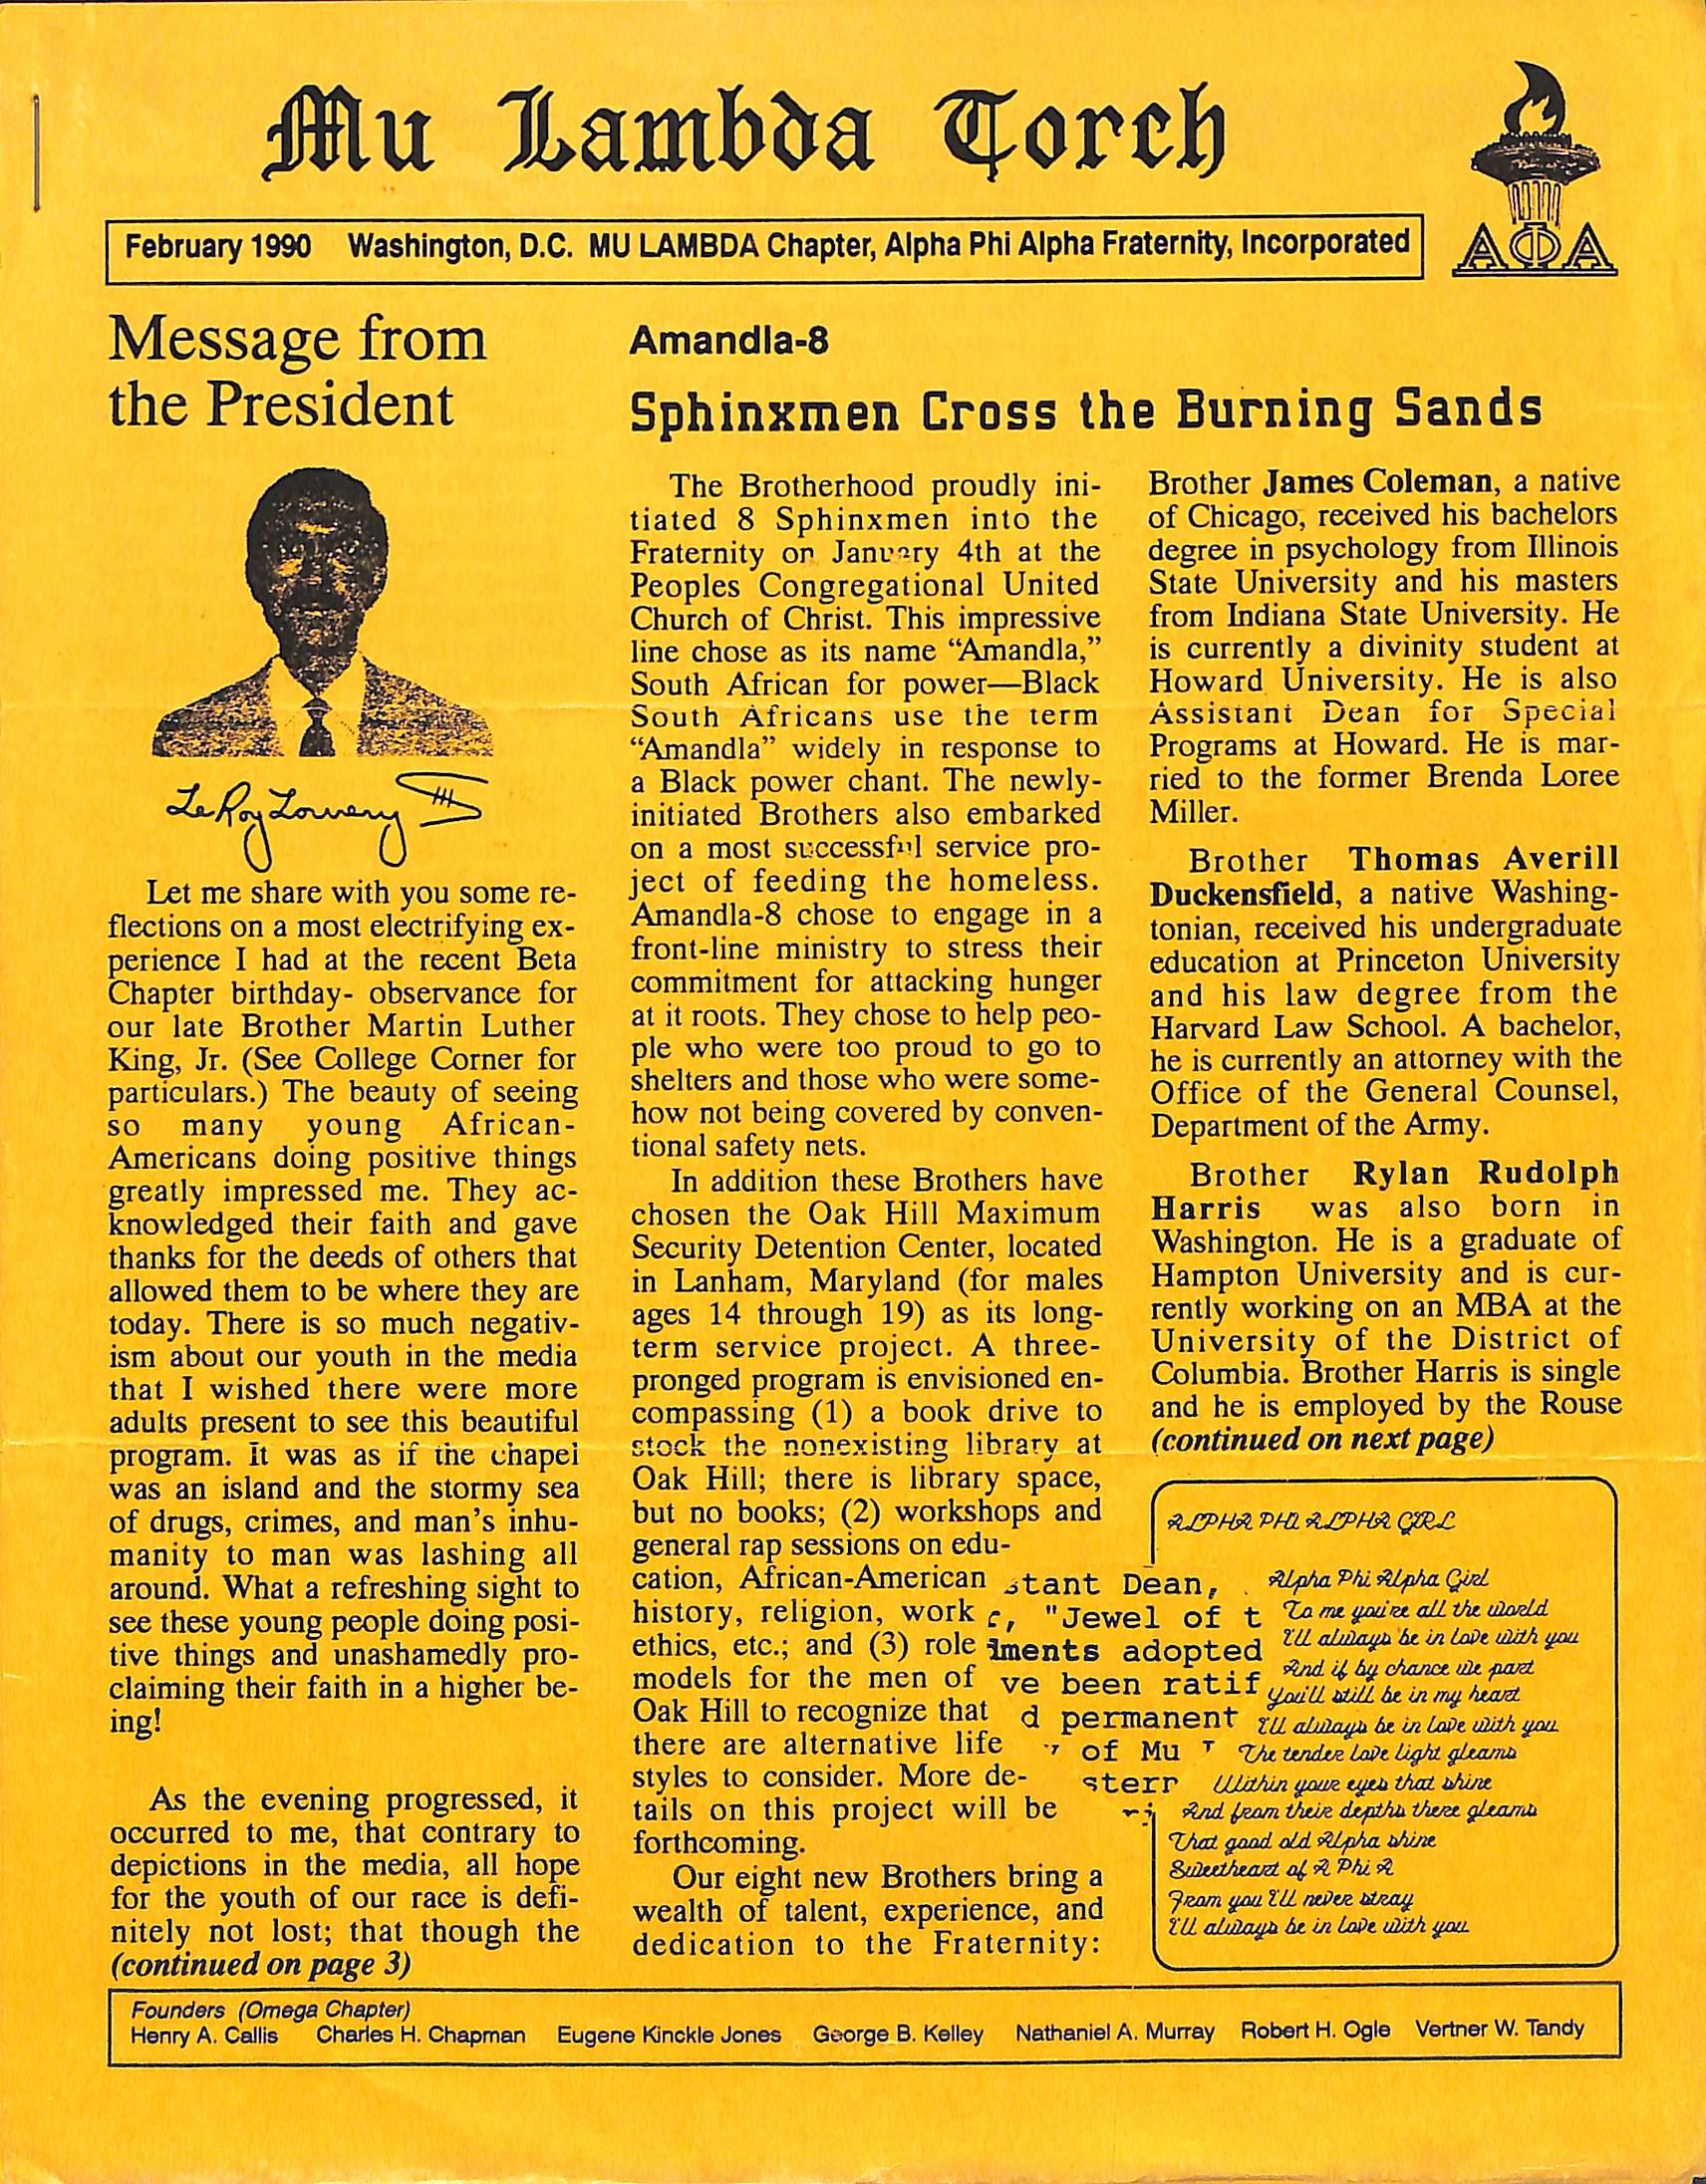 Mu Lambda Torch
February 1990 Washington, D.C. MU LAMBDA Chapter, Alpha Phi Alpha Fraternity, Incorporated
ΑΦΑ
Message from
the President
LeRoy Lowery III
Let me share with you some re-
flections on a most electrifying ex-
perience I had at the recent Beta
Chapter birthday- observance for
our late Brother Martin Luther
King, Jr. (See College Corner for
particulars.) The beauty of seeing
so many young African-
Americans doing positive things
greatly impressed me. They ac-
knowledged their faith and gave
thanks for the deeds of others that
allowed them to be where they are
today. There is so much negativ-
ism about our youth in the media
that I wished there were more
adults present to see this beautiful
program. It was as if the chapel
was an island and the stormy sea
of drugs, crimes, and man's inhu-
manity to man was lashing all
around. What a refreshing sight to
see these young people doing posi-
tive things and unashamedly pro-
claiming their faith in a higher be-
ing!
As the evening progressed, it
occurred to me, that contrary to
depictions in the media, all hope
for the youth of our race is defi-
nitely not lost; that though the
(continued on page 3)
Amandla-8
Sphinxmen Cross the Burning Sands
The Brotherhood proudly ini-
tiated 8 Sphinxmen into the
Fraternity on January 4th at the
Peoples Congregational United
Church of Christ. This impressive
line chose as its name “Amandla,”
South African for power—Black
South Africans use the term
“Amandla” widely in response to
a Black power chant. The newly-
initiated Brothers also embarked
on a most successful service pro-
ject of feeding the homeless.
Amandla-8 chose to engage in a
front-line ministry to stress their
commitment for attacking hunger
at it roots. They chose to help peo-
ple who were too proud to go to
shelters and those who were some-
how not being covered by conven-
tional safety nets.
In addition these Brothers have
chosen the Oak Hill Maximum
Security Detention Center, located
in Lanham, Maryland (for males
ages 14 through 19) as its long-
term service project. A three-
pronged program is envisioned en-
compassing (1) a book drive to
stock the nonexisting library at
Oak Hill; there is library space,
but no books; (2) workshops and
general rap sessions on edu-
cation, African-American
history, religion, work
ethics, etc.; and (3) role
models for the men of
Oak Hill to recognize that
there are alternative life
styles to consider. More de-
tails on this project will be
forthcoming.
Our eight new Brothers bring a
wealth of talent, experience, and
dedication to the Fraternity:
stant Dean,
"Jewel of t
iments adopted
ve been ratif
d permanent
of Mu
sterr
Brother James Coleman, a native
of Chicago, received his bachelors
degree in psychology from Illinois
State University and his masters
from Indiana State University. He
is currently a divinity student at
Howard University. He is also
Assistant Dean for Special
Programs at Howard. He is mar-
ried to the former Brenda Loree
Miller.
Brother Thomas Averill
Duckensfield, a native Washing-
tonian, received his undergraduate
education at Princeton University
and his law degree from the
Harvard Law School. A bachelor,
he is currently an attorney with the
Office of the General Counsel,
Department of the Army.
Brother Rylan Rudolph
Harris was also born in
Washington. He is a graduate of
Hampton University and is cur-
rently working on an MBA at the
University of the District of
Columbia. Brother Harris is single
and he is employed by the Rouse
(continued on next page)
ALPHA PHI ALPHA GIRL
Alpha Phi Alpha Girl
To me you're all the world
I'll always be in love with you
And if by chance we part
You'll still be in my heart
I'll always be in love with you
The tender love light gleams
Within your eyes that shine
And from their depths there gleams
That good old Alpha shine
Sweetheart of A Phi A
From you I'll never stray
I'll always be in love with you
Founders (Omega Chapter)
Henry A. Callis Charles H. Chapman Eugene Kinckle Jones George B. Kelley Nathaniel A. Murray Robert H. Ogle Vertner W. Tandy